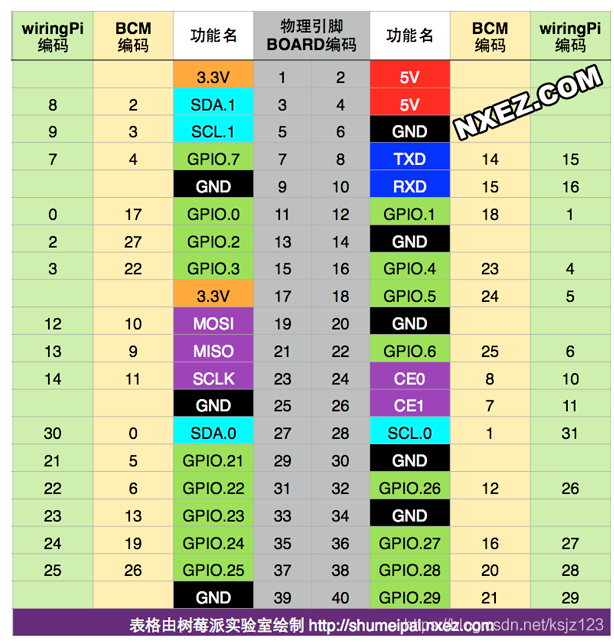 wiringPi 编码 BCM 编码 功能名 物理引脚 BOARD编码 功能名 BCM 编码 wiringPi 编码
3.3V 1 2 5V
8 2 SDA.1 3 4 5V
9 3 SCL.1 5 6 GND
7 4 GPIO.7 7 8 TXD 14 15
GND 9 10 RXD 15 16
0 17 GPIO.0 11 12 GPIO.1 18 1
2 27 GPIO.2 13 14 GND
3 22 GPIO.3 15 16 GPIO.4 23 4
3.3V 17 18 GPIO.5 24 5
12 10 MOSI 19 20 GND
13 9 MISO 21 22 GPIO.6 25 6
14 11 SCLK 23 24 CE0 8 10
GND 25 26 CE1 7 11
30 0 SDA.0 27 28 SCL.0 1 31
21 5 GPIO.21 29 30 GND
22 6 GPIO.22 31 32 GPIO.26 12 26
23 13 GPIO.23 33 34 GND
24 19 GPIO.24 35 36 GPIO.27 16 27
25 26 GPIO.25 37 38 GPIO.28 20 28
GND 39 40 GPIO.29 21 29
表格由树莓派实验室绘制 http://shumeipai.nxez.com
NXEZ.COM